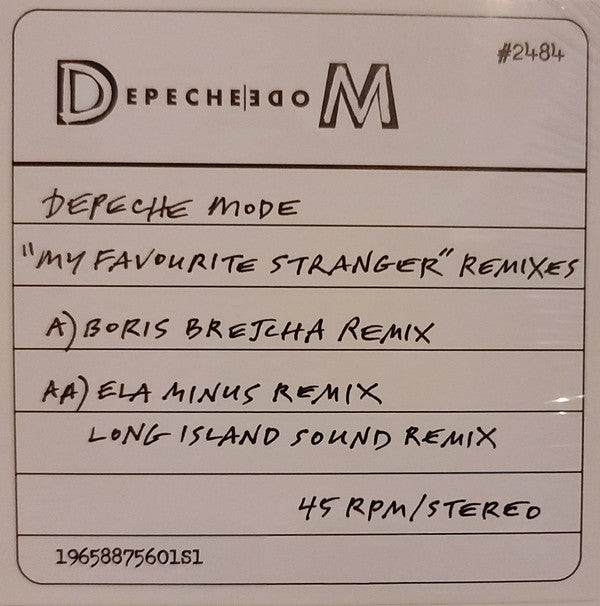 #2484
DEPECHE MODE
DEPECHE MODE
"MY FAVOURITE STRANGER" REMIXES
A) BORIS BREJCHA REMIX
AA) ELA MINUS REMIX
LONG ISLAND SOUND REMIX
45 RPM/STEREO
19658875601S1